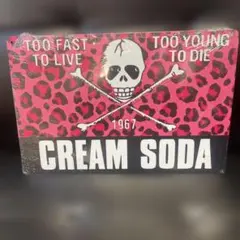 TOO FAST TOO YOUNG
TO LIVE TO DIE
1967
CREAM SODA